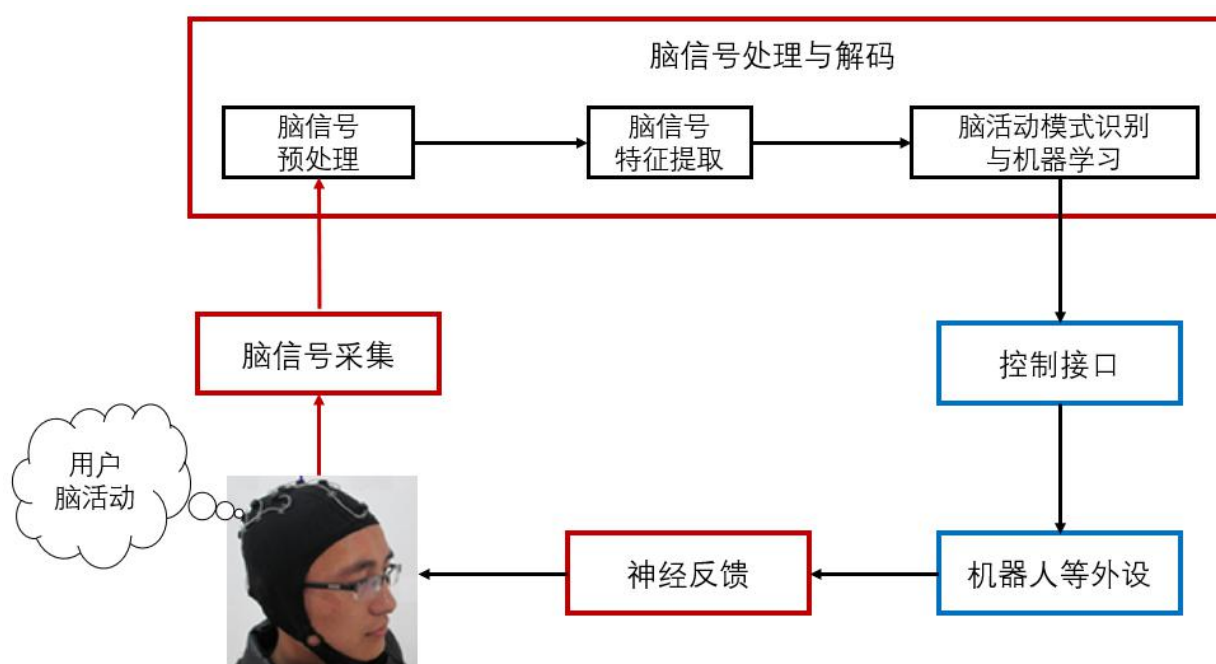 脑信号处理与解码
脑信号
预处理
脑信号
特征提取
脑活动模式识别
与机器学习
脑信号采集
控制接口
用户
脑活动
神经反馈
机器人等外设